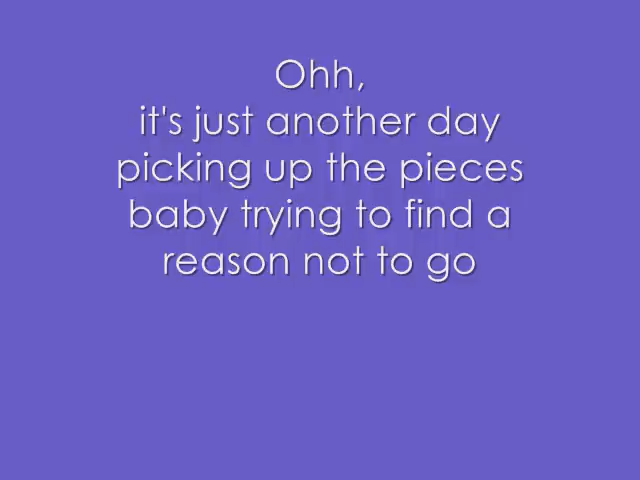 Ohh,
it's just another day
picking up the pieces
baby trying to find a
reason not to go